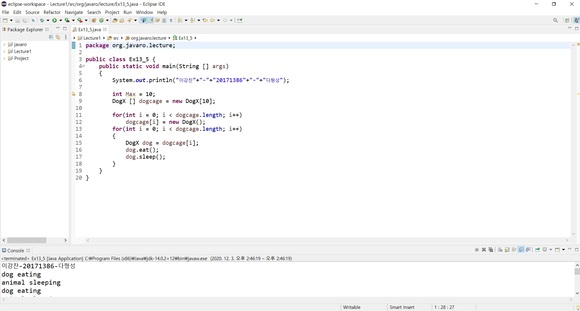 eclipse-workspace - Lecture1/src/org/javaro/lecture/Ex13_5.java - Eclipse IDE
File Edit Source Refactor Navigate Search Project Run Window Help
Package Explorer
Ex13_5.java
javaro
Lecture1
Project
Lecture1 src org.javaro.lecture Ex13_5
1 package org.javaro.lecture;
2
3 public class Ex13_5 {
4 public static void main(String [] args)
5 {
6 System.out.println("이강찬"+"-"+"20171386"+"-"+"다형성");
7
8 int Max = 10;
9 DogX [] dogcage = new DogX[10];
10
11 for(int i = 0; i < dogcage.length; i++)
12 dogcage[i] = new DogX();
13 for(int i = 0; i < dogcage.length; i++)
14 {
15 DogX dog = dogcage[i];
16 dog.eat();
17 dog.sleep();
18 }
19 }
20 }
Console
<terminated> Ex13_5 [Java Application] C:#Program Files (x86)#Java#jdk-14.0.2+12#bin#javaw.exe (2020. 12. 3. 오후 2:46:19 – 오후 2:46:19)
이강찬-20171386-다형성
dog eating
animal sleeping
dog eating
Writable Smart Insert 1 : 28 : 27